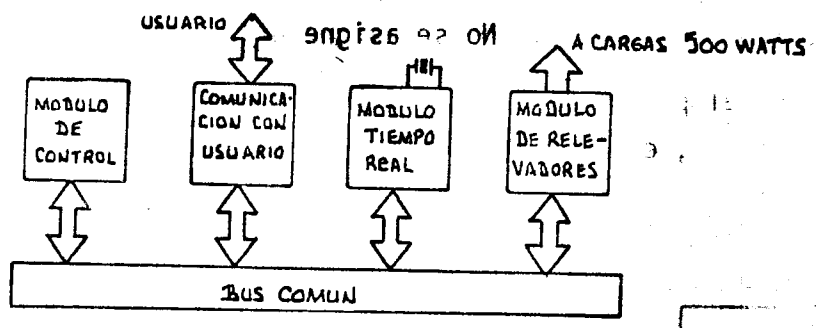 USUARIO
No se asigne
A CARGAS 500 WATTS
MODULO
DE
CONTROL
COMUNICA-
CION CON
USUARIO
MODULO
TIEMPO
REAL
MODULO
DE RELE-
VADORES
BUS COMUN